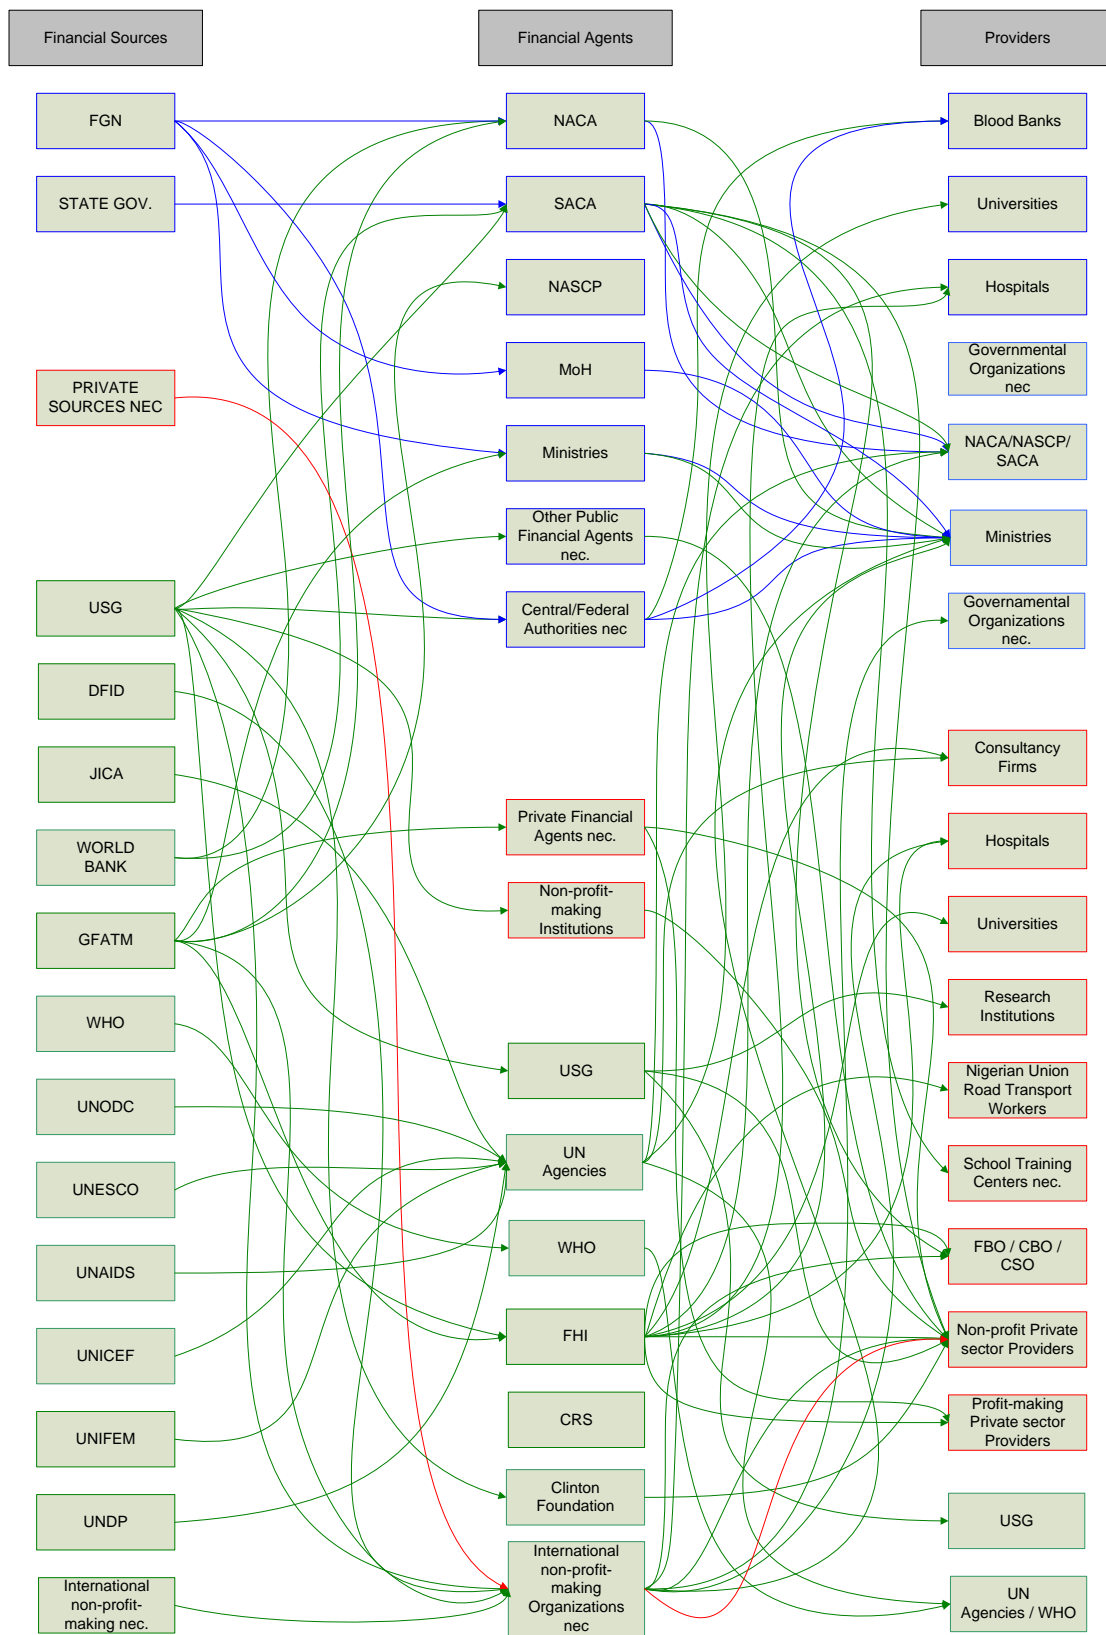 Financial Sources
Financial Agents
Providers
FGN
STATE GOV.
PRIVATE
SOURCES NEC
USG
DFID
JICA
WORLD
BANK
GFATM
WHO
UNODC
UNESCO
UNAIDS
UNICEF
UNIFEM
UNDP
International
non-profit-
making nec.
NACA
SACA
NASCP
MoH
Ministries
Other Public
Financial Agents
nec.
Central/Federal
Authorities nec
Private Financial
Agents nec.
Non-profit-
making
Institutions
USG
UN
Agencies
WHO
FHI
CRS
Clinton
Foundation
International
non-profit-
making
Organizations
nec
Blood Banks
Universities
Hospitals
Governmental
Organizations
nec
NACA/NASCP/
SACA
Ministries
Governamental
Organizations
nec.
Consultancy
Firms
Hospitals
Universities
Research
Institutions
Nigerian Union
Road Transport
Workers
School Training
Centers nec.
FBO / CBO /
CSO
Non-profit Private
sector Providers
Profit-making
Private sector
Providers
USG
UN
Agencies / WHO